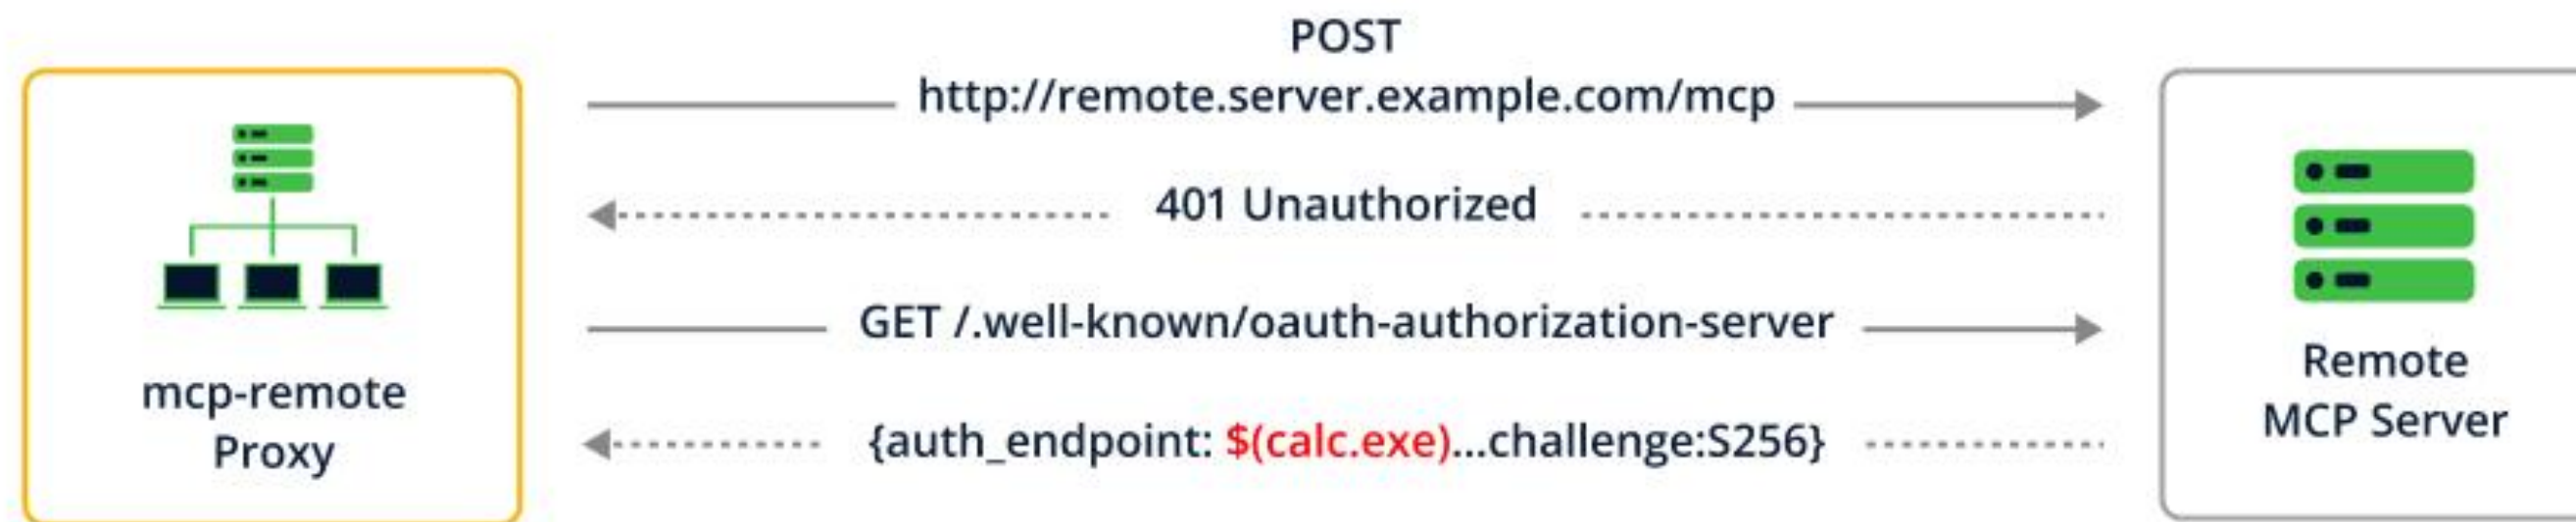 POST
http://remote.server.example.com/mcp
401 Unauthorized
GET /.well-known/oauth-authorization-server
{auth_endpoint: $(calc.exe)...challenge:S256}
mcp-remote
Proxy
Remote
MCP Server